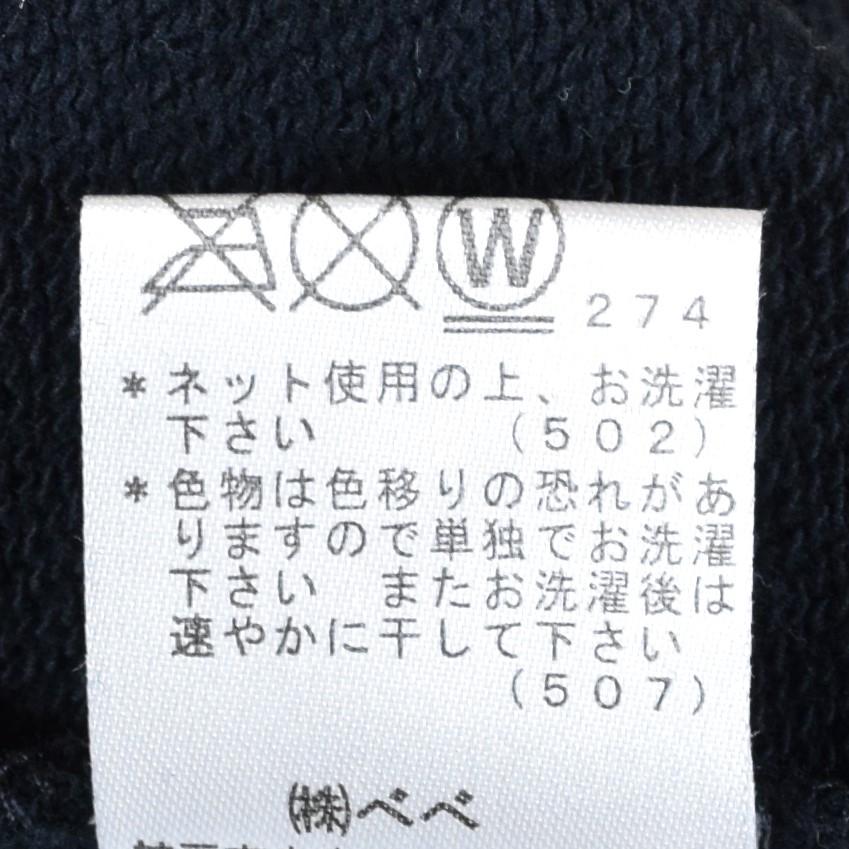 W 274
＊ネット使用の上、お洗濯
下さい （502）
＊色物は色移りの恐れがあ
りますので単独でお洗濯
下さい またお洗濯後は
速やかに干して下さい
（507）
㈱べべ